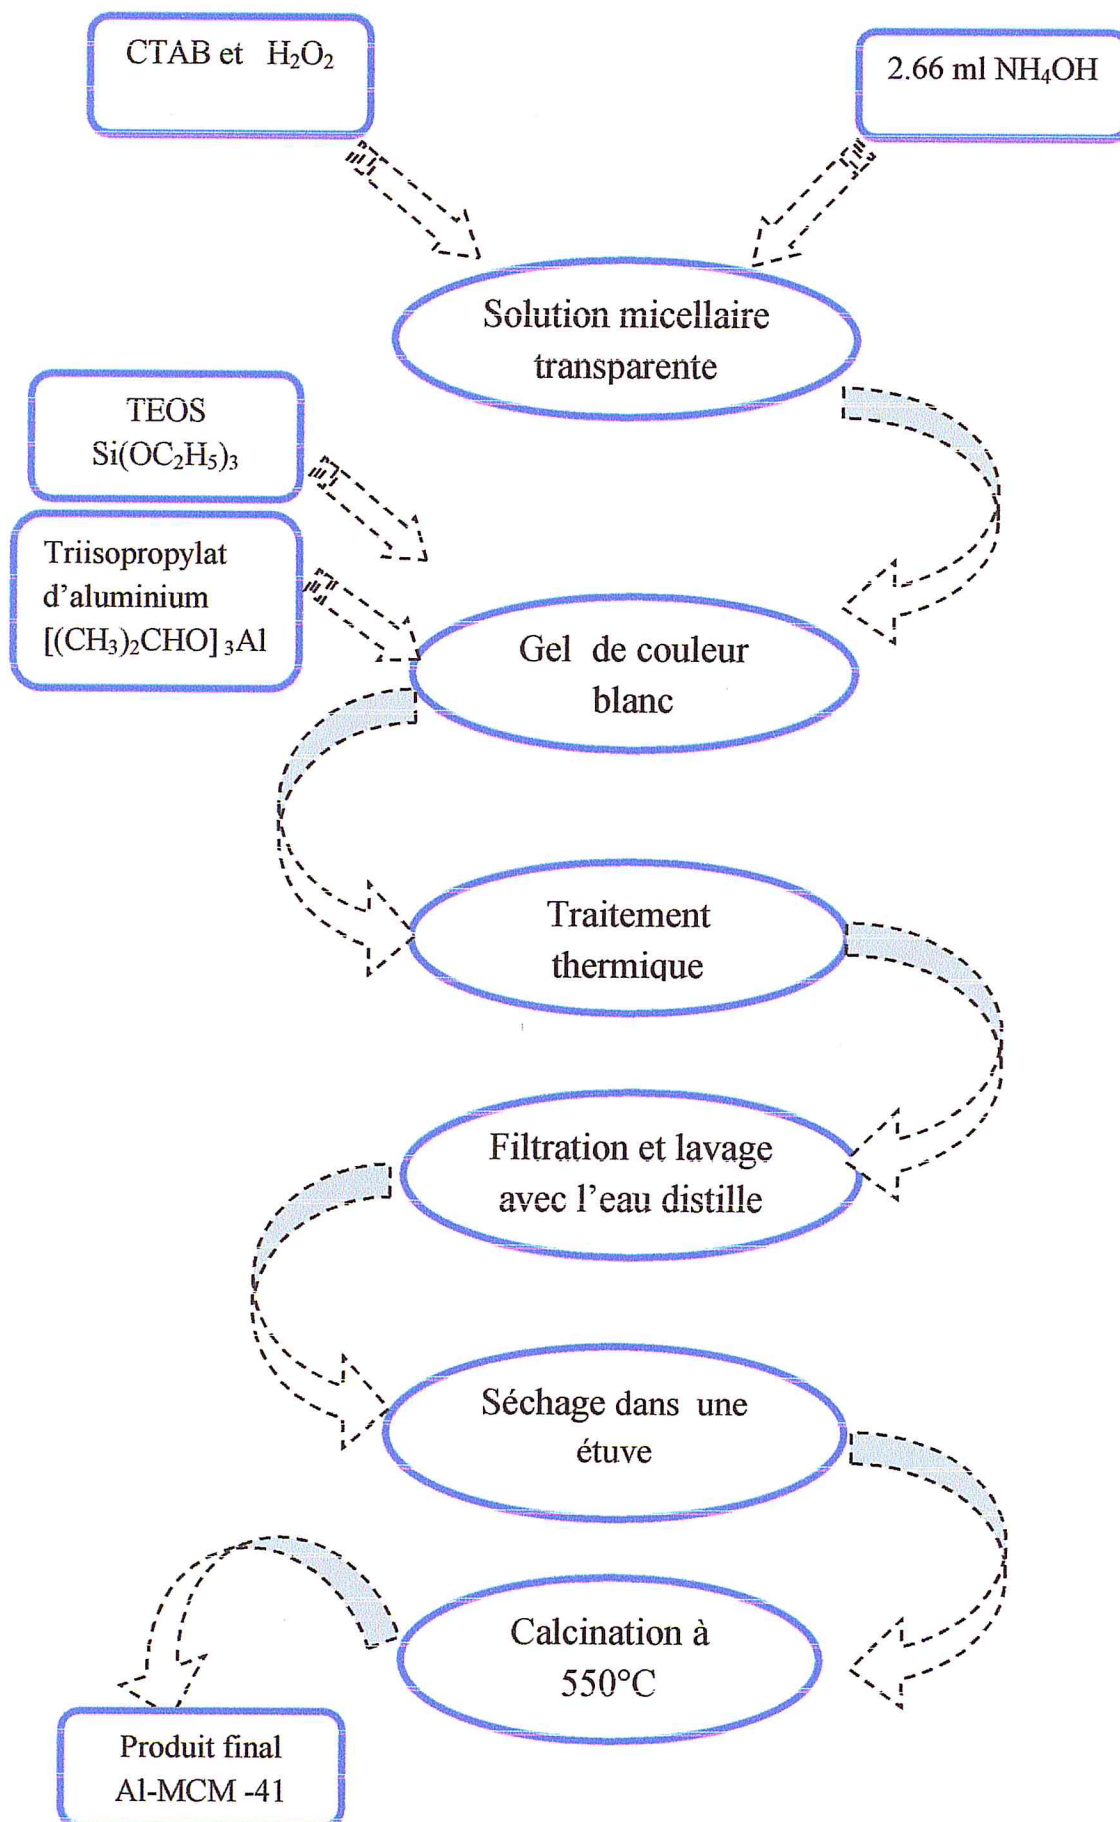 CTAB et H₂O₂
2.66 ml NH₄OH
Solution micellaire
transparente
TEOS
Si(OC₂H₅)₃
Triisopropylat
d’aluminium
[(CH₃)₂CHO] ₃Al
Gel de couleur
blanc
Traitement
thermique
Filtration et lavage
avec l’eau distille
Séchage dans une
étuve
Calcination à
550°C
Produit final
Al-MCM -41